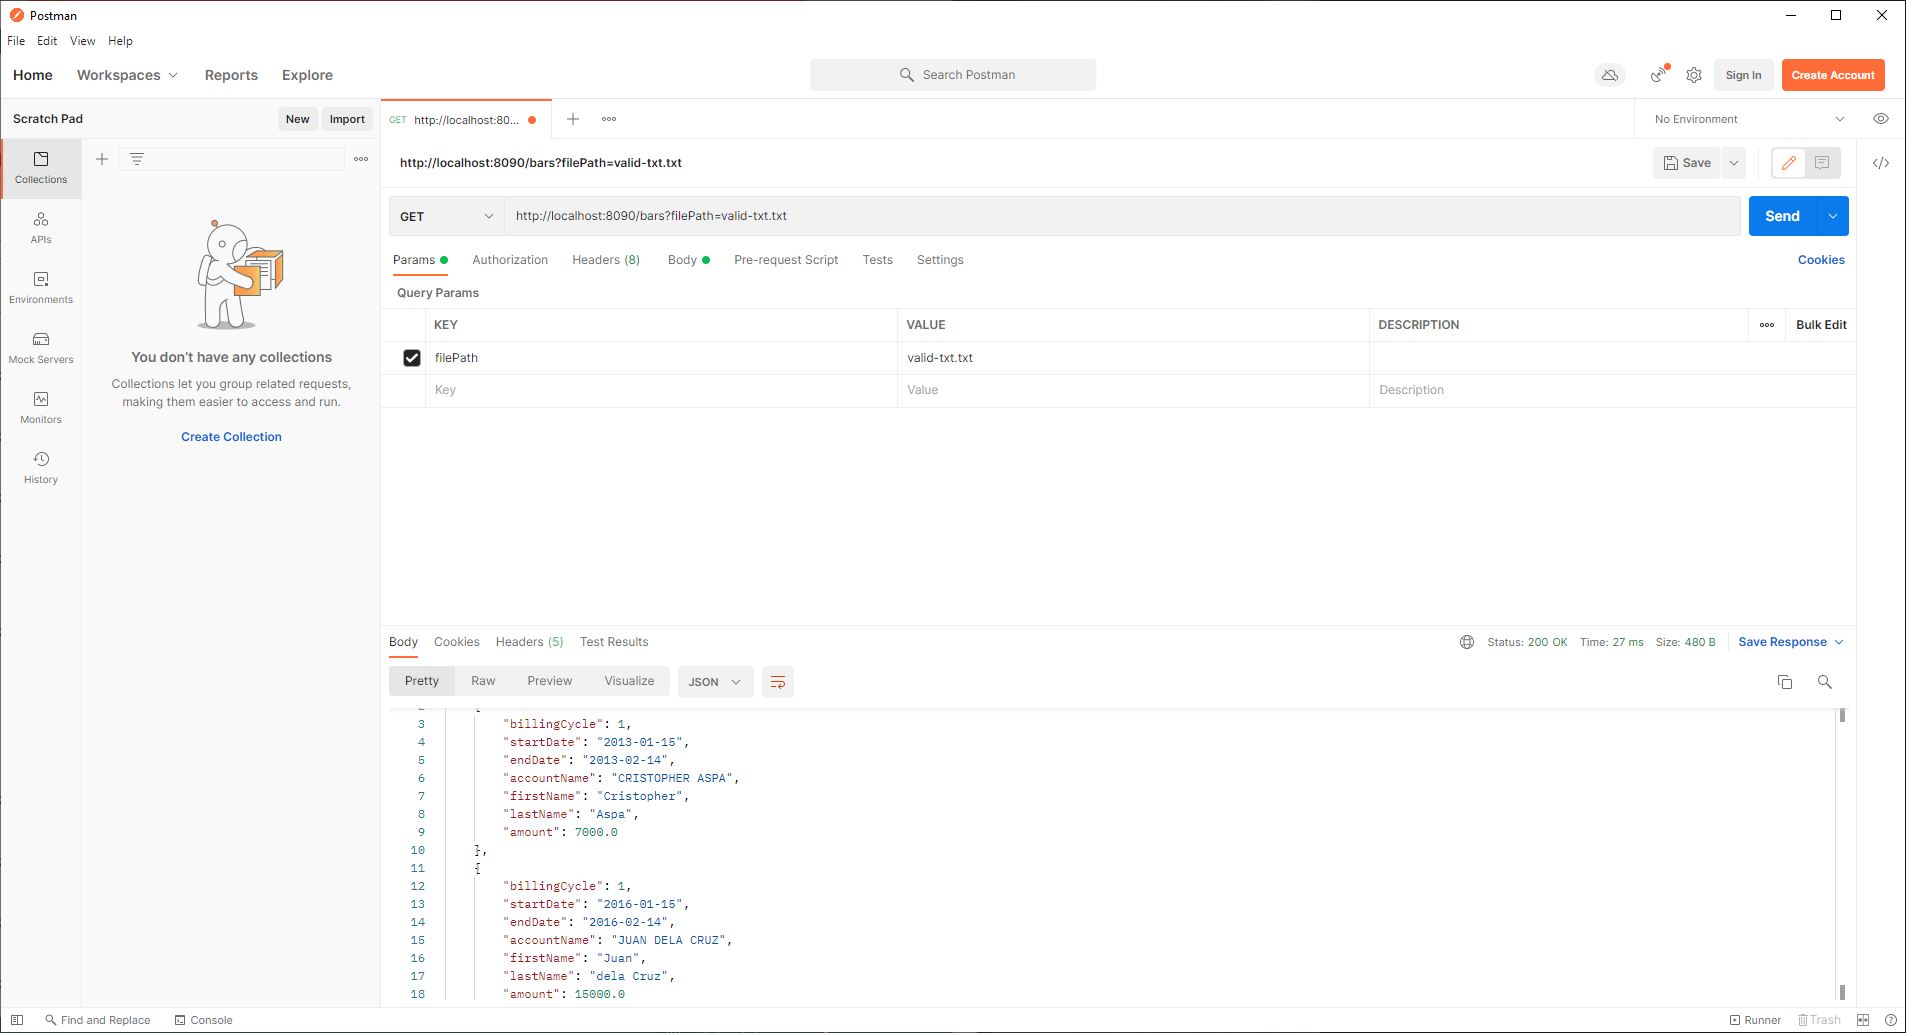 Postman
File Edit View Help
Home Workspaces Reports Explore Search Postman Sign In Create Account
Scratch Pad New Import
GET http://localhost:80... No Environment
http://localhost:8090/bars?filePath=valid-txt.txt Save
GET http://localhost:8090/bars?filePath=valid-txt.txt Send
Params Authorization Headers (8) Body Pre-request Script Tests Settings Cookies
Query Params
KEY VALUE DESCRIPTION Bulk Edit
filePath valid-txt.txt
Key Value Description
Collections
APIs
Environments
Mock Servers
Monitors
History
You don't have any collections
Collections let you group related requests,
making them easier to access and run.
Create Collection
Body Cookies Headers (5) Test Results Status: 200 OK Time: 27 ms Size: 480 B Save Response
Pretty Raw Preview Visualize JSON
2 {
3 "billingCycle": 1,
4 "startDate": "2013-01-15",
5 "endDate": "2013-02-14",
6 "accountName": "CRISTOPHER ASPA",
7 "firstName": "Cristopher",
8 "lastName": "Aspa",
9 "amount": 7000.0
10 },
11 {
12 "billingCycle": 1,
13 "startDate": "2016-01-15",
14 "endDate": "2016-02-14",
15 "accountName": "JUAN DELA CRUZ",
16 "firstName": "Juan",
17 "lastName": "dela Cruz",
18 "amount": 15000.0
Find and Replace Console Runner Trash